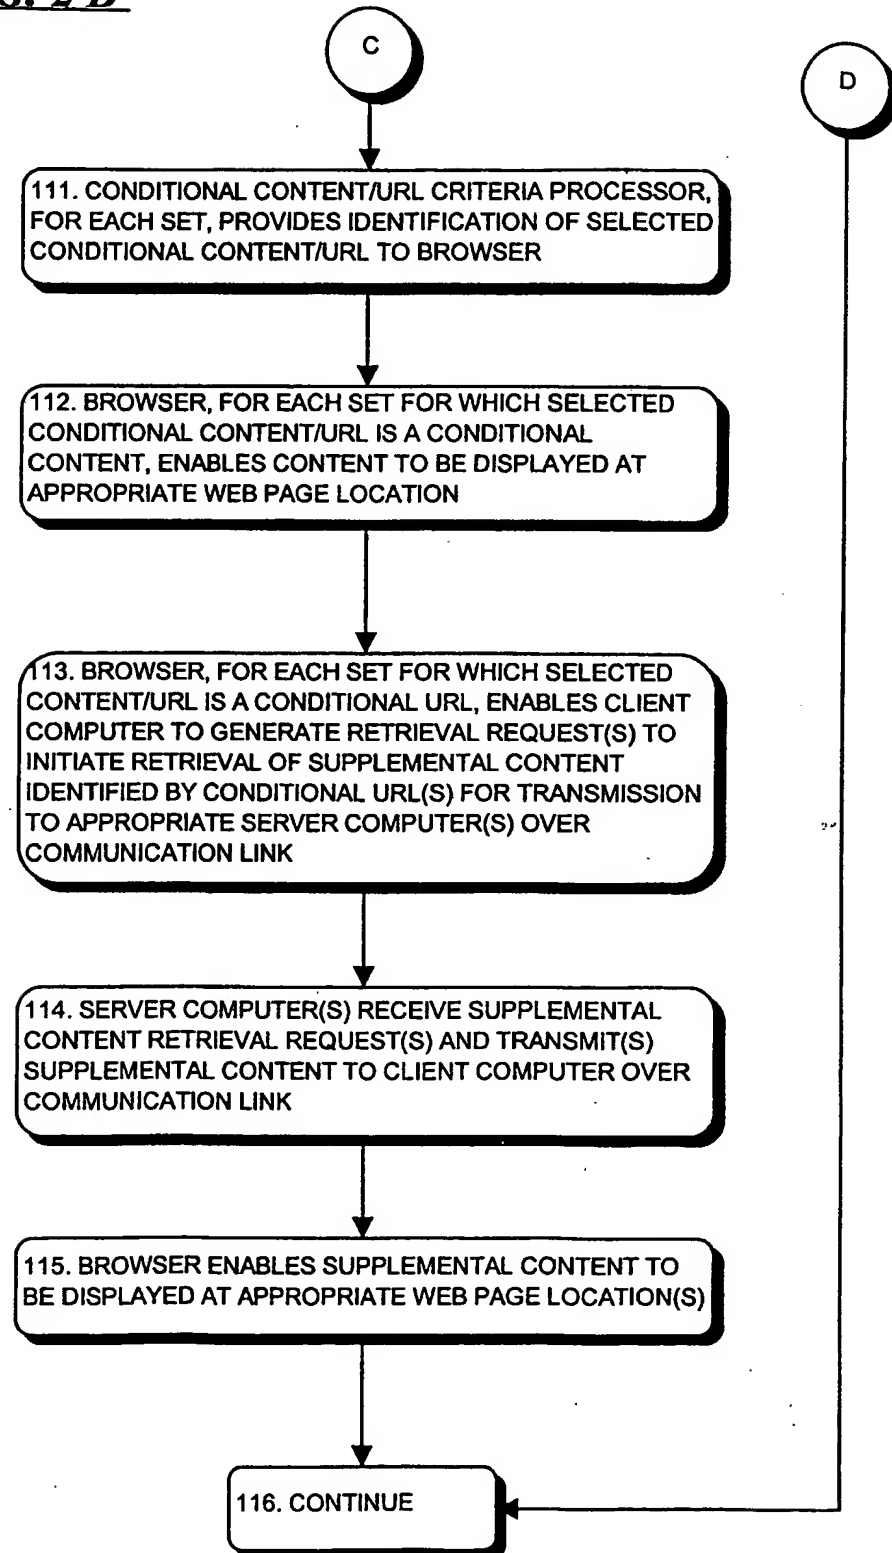 2 D
C
D
111. CONDITIONAL CONTENT/URL CRITERIA PROCESSOR,
FOR EACH SET, PROVIDES IDENTIFICATION OF SELECTED
CONDITIONAL CONTENT/URL TO BROWSER
112. BROWSER, FOR EACH SET FOR WHICH SELECTED
CONDITIONAL CONTENT/URL IS A CONDITIONAL
CONTENT, ENABLES CONTENT TO BE DISPLAYED AT
APPROPRIATE WEB PAGE LOCATION
113. BROWSER, FOR EACH SET FOR WHICH SELECTED
CONTENT/URL IS A CONDITIONAL URL, ENABLES CLIENT
COMPUTER TO GENERATE RETRIEVAL REQUEST(S) TO
INITIATE RETRIEVAL OF SUPPLEMENTAL CONTENT
IDENTIFIED BY CONDITIONAL URL(S) FOR TRANSMISSION
TO APPROPRIATE SERVER COMPUTER(S) OVER
COMMUNICATION LINK
114. SERVER COMPUTER(S) RECEIVE SUPPLEMENTAL
CONTENT RETRIEVAL REQUEST(S) AND TRANSMIT(S)
SUPPLEMENTAL CONTENT TO CLIENT COMPUTER OVER
COMMUNICATION LINK
115. BROWSER ENABLES SUPPLEMENTAL CONTENT TO
BE DISPLAYED AT APPROPRIATE WEB PAGE LOCATION(S)
116. CONTINUE